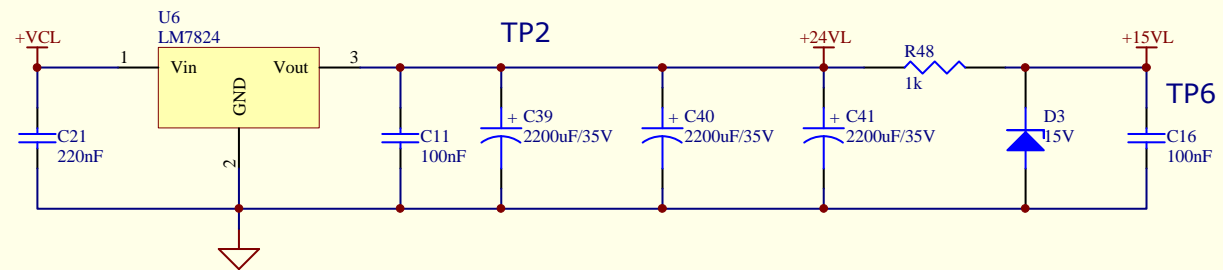 U6
LM7824
+VCL
TP2
+24VL
+15VL
1
Vin
Vout
3
GND
2
R48
1k
TP6
C21
220nF
C11
100nF
+ C39
2200uF/35V
+ C40
2200uF/35V
+ C41
2200uF/35V
D3
15V
C16
100nF